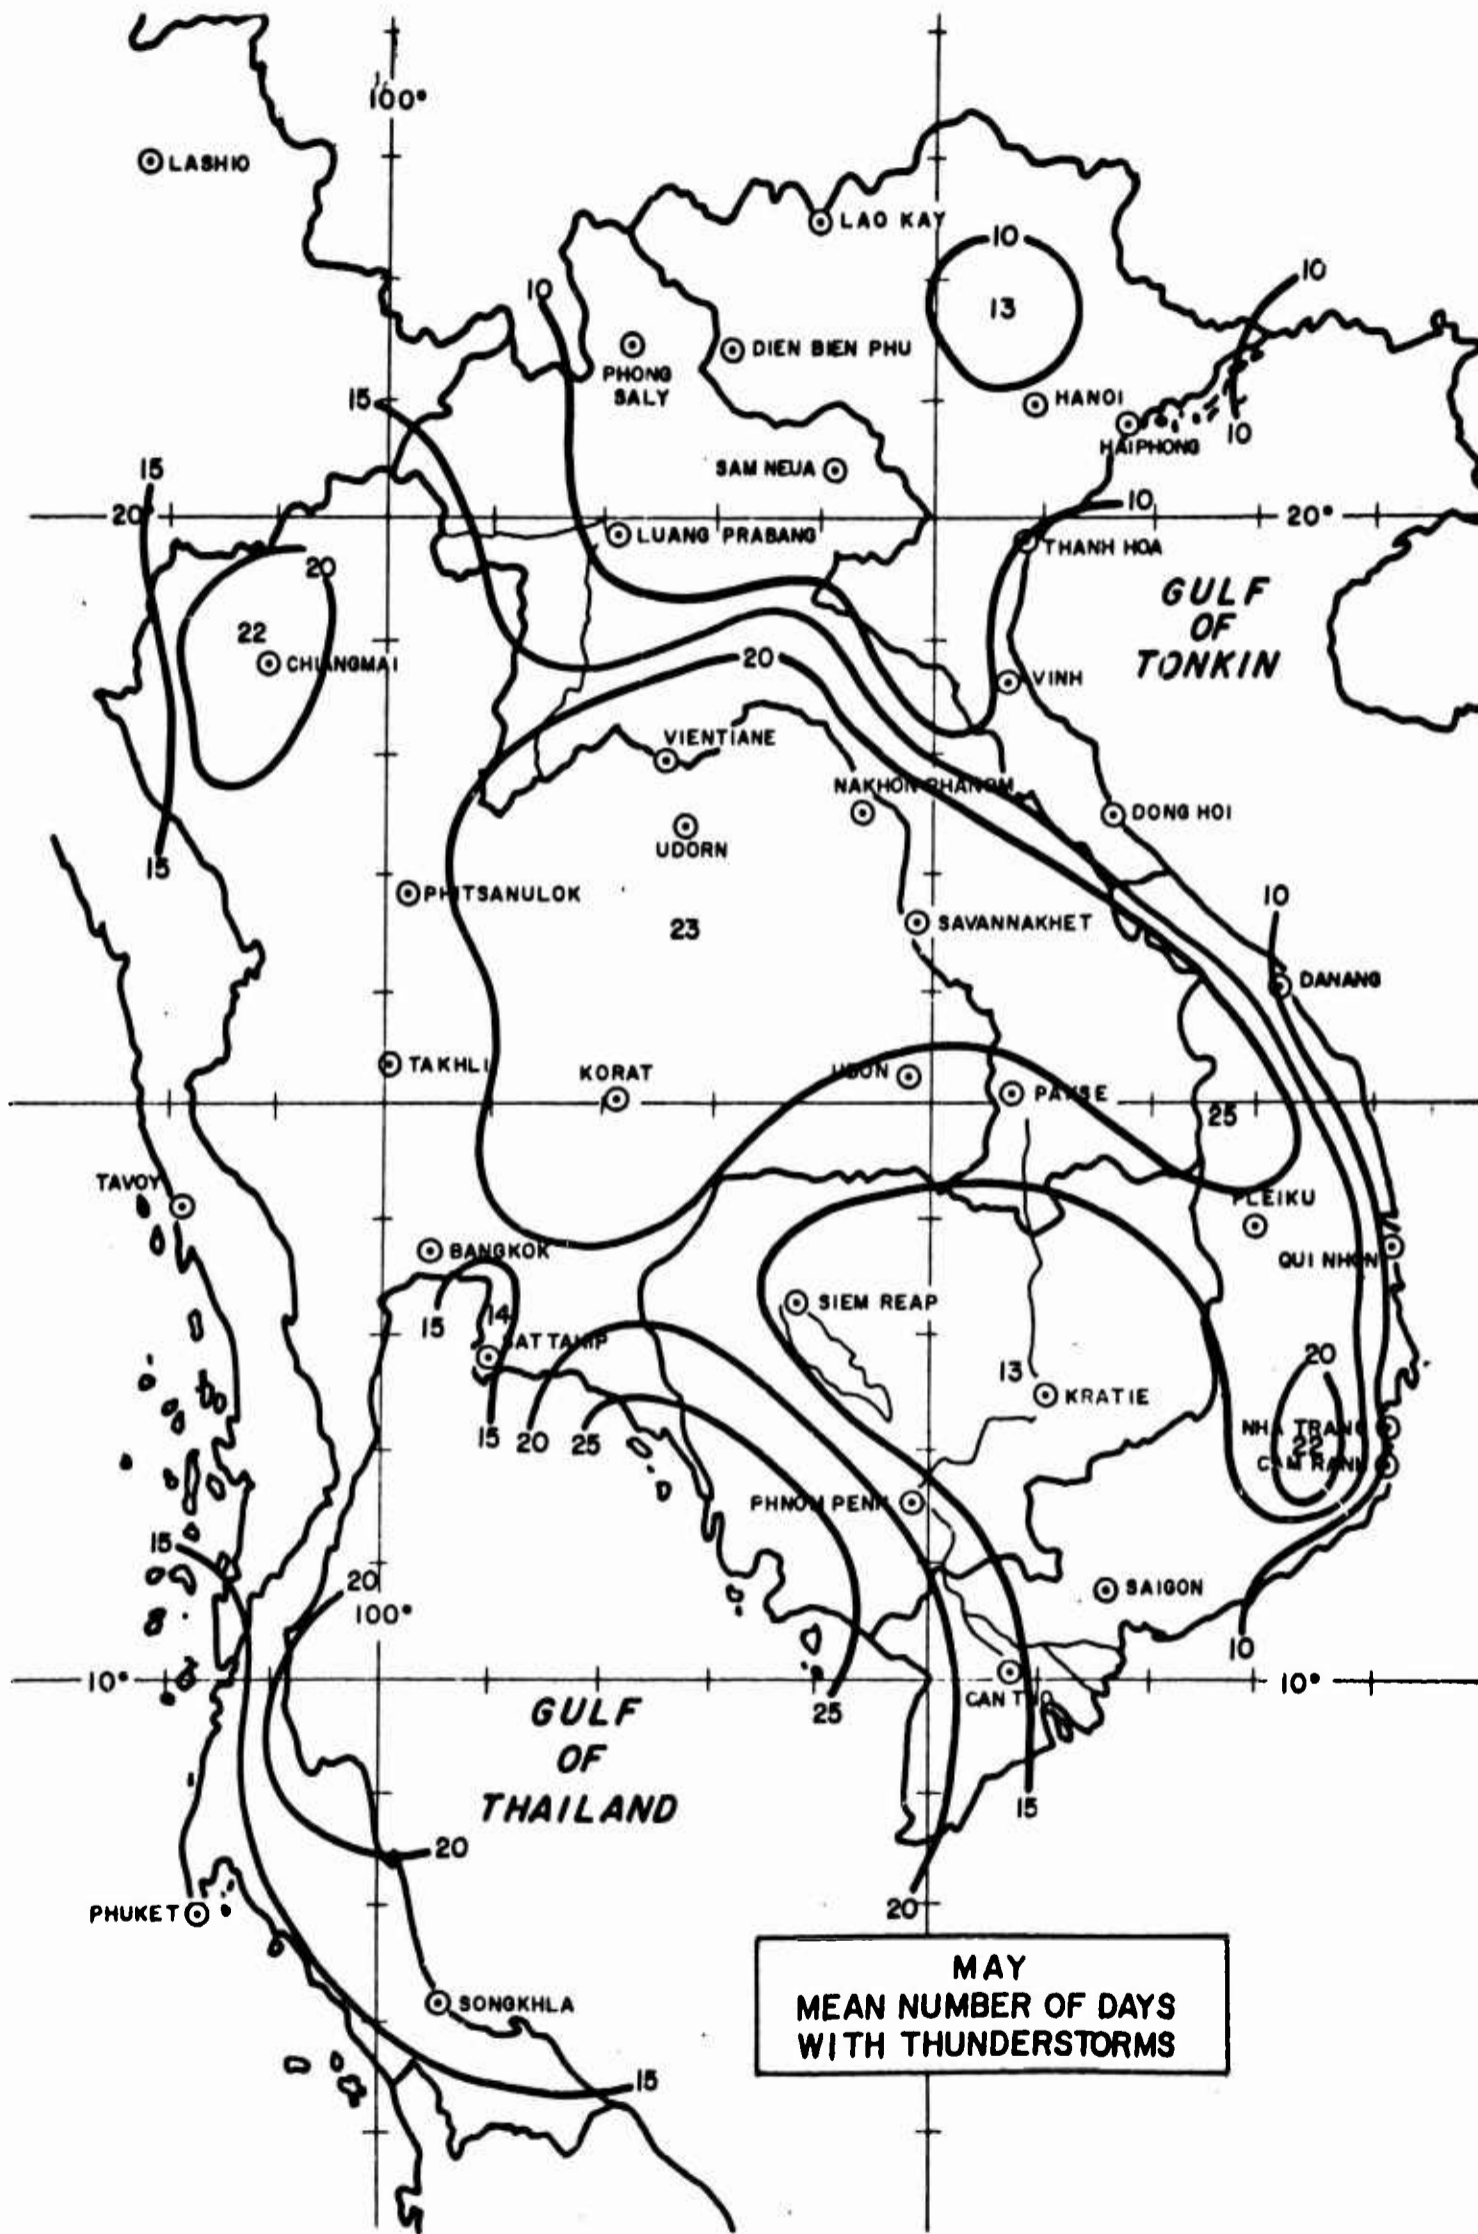 100°
LASHIO
LAO KAY
10
10
10
13
DIEN BIEN PHU
PHONG
SALY
15
HANOI
10
HAIPHONG
15
SAM NEUA
10
20°
20°
LUANG PRABANG
THANH HOA
20
GULF
OF
TONKIN
22
CHIANGMAI
20
VINH
VIENTIANE
NAKHON PHANOM
DONG HOI
UDORN
15
PHITSANULOK
10
23
SAVANNAKHET
DANANG
TAKHLI
KORAT
UBON
PAKSE
25
TAVOY
PLEIKU
BANGKOK
QUI NHON
SIEM REAP
14
15
SATTAHIP
20
13
KRATIE
NHA TRANG
15
20
25
22
CAM RANH
PHNOM PENH
15
20
SAIGON
100°
10
10°
10°
CAN THO
25
GULF
OF
THAILAND
15
20
20
PHUKET
MAY
MEAN NUMBER OF DAYS
WITH THUNDERSTORMS
SONGKHLA
15